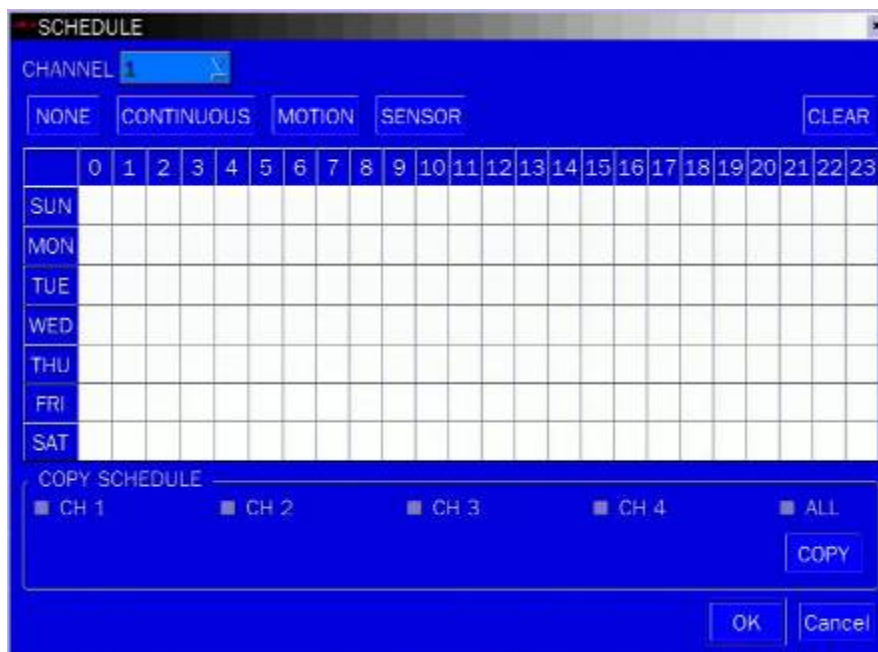 SCHEDULE
CHANNEL 1
NONE CONTINUOUS MOTION SENSOR CLEAR
0 1 2 3 4 5 6 7 8 9 10 11 12 13 14 15 16 17 18 19 20 21 22 23
SUN
MON
TUE
WED
THU
FRI
SAT
COPY SCHEDULE
CH 1 CH 2 CH 3 CH 4 ALL
COPY
OK Cancel